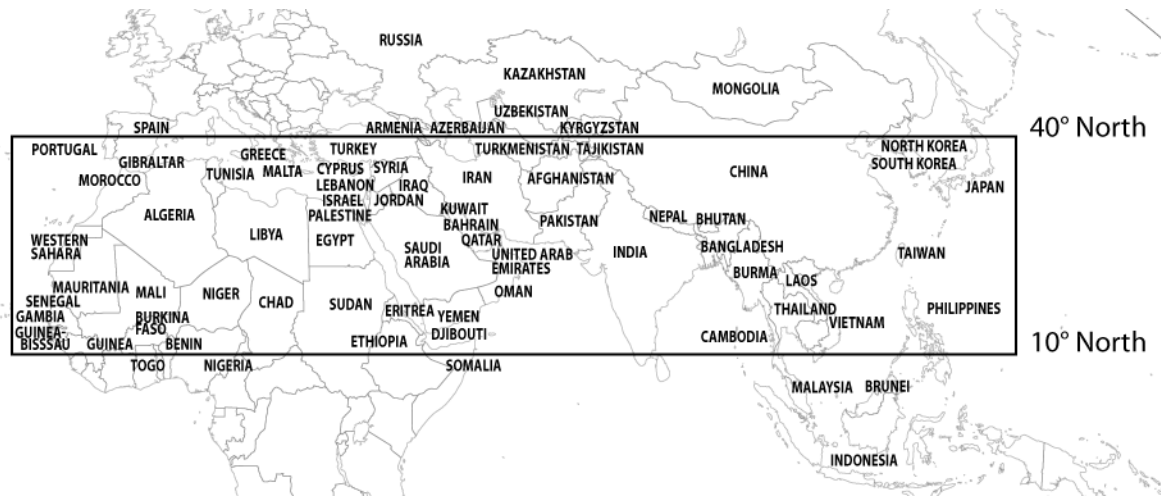 RUSSIA
KAZAKHSTAN
MONGOLIA
UZBEKISTAN
SPAIN
ARMENIA
AZERBAIJAN
KYRGYZSTAN
40° North
PORTUGAL
GIBRALTAR
GREECE
TURKEY
TURKMENISTAN
TAJIKISTAN
NORTH KOREA
SOUTH KOREA
MOROCCO
TUNISIA
MALTA
CYPRUS
SYRIA
LEBANON
IRAQ
IRAN
AFGHANISTAN
CHINA
JAPAN
ISRAEL
JORDAN
PALESTINE
ALGERIA
LIBYA
EGYPT
KUWAIT
BAHRAIN
QATAR
PAKISTAN
NEPAL
BHUTAN
WESTERN
SAHARA
SAUDI
ARABIA
UNITED ARAB
EMIRATES
INDIA
BANGLADESH
BURMA
LAOS
TAIWAN
MAURITANIA
MALI
NIGER
CHAD
SUDAN
ERITREA
YEMEN
OMAN
THAILAND
VIETNAM
PHILIPPINES
SENEGAL
GAMBIA
GUINEA-
BISSSAU
GUINEA
BURKINA
FASO
BENIN
ETHIOPIA
DJIBOUTI
CAMBODIA
10° North
TOGO
NIGERIA
SOMALIA
MALAYSIA
BRUNEI
INDONESIA